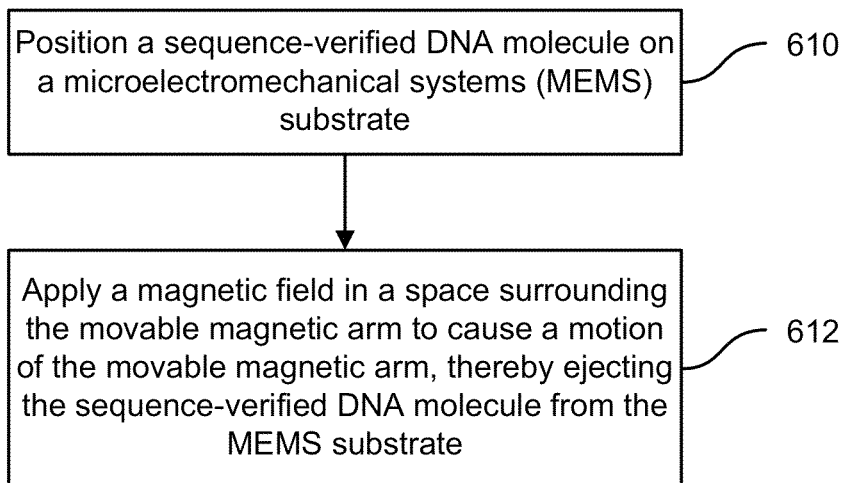 Position a sequence-verified DNA molecule on
a microelectromechanical systems (MEMS)
substrate
610
Apply a magnetic field in a space surrounding
the movable magnetic arm to cause a motion
of the movable magnetic arm, thereby ejecting
the sequence-verified DNA molecule from the
MEMS substrate
612